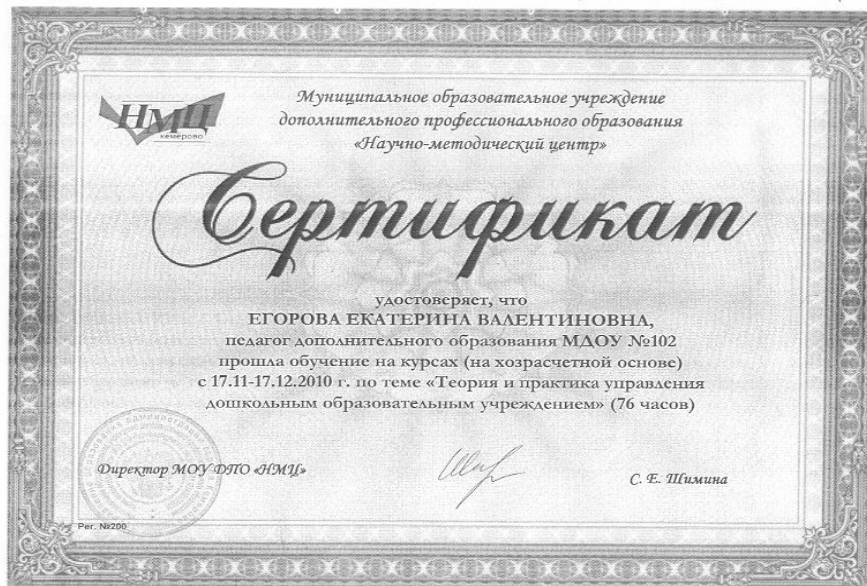 НМЦ
кемерово
Муниципальное образовательное учреждение
дополнительного профессионального образования
«Научно-методический центр»
Сертификат
удостоверяет, что
ЕГОРОВА ЕКАТЕРИНА ВАЛЕНТИНОВНА,
педагог дополнительного образования МДОУ №102
прошла обучение на курсах (на хозрасчетной основе)
с 17.11-17.12.2010 г. по теме «Теория и практика управления
дошкольным образовательным учреждением» (76 часов)
Директор МОУ ДПО «НМЦ»
С. Е. Шимина
Рег. №200